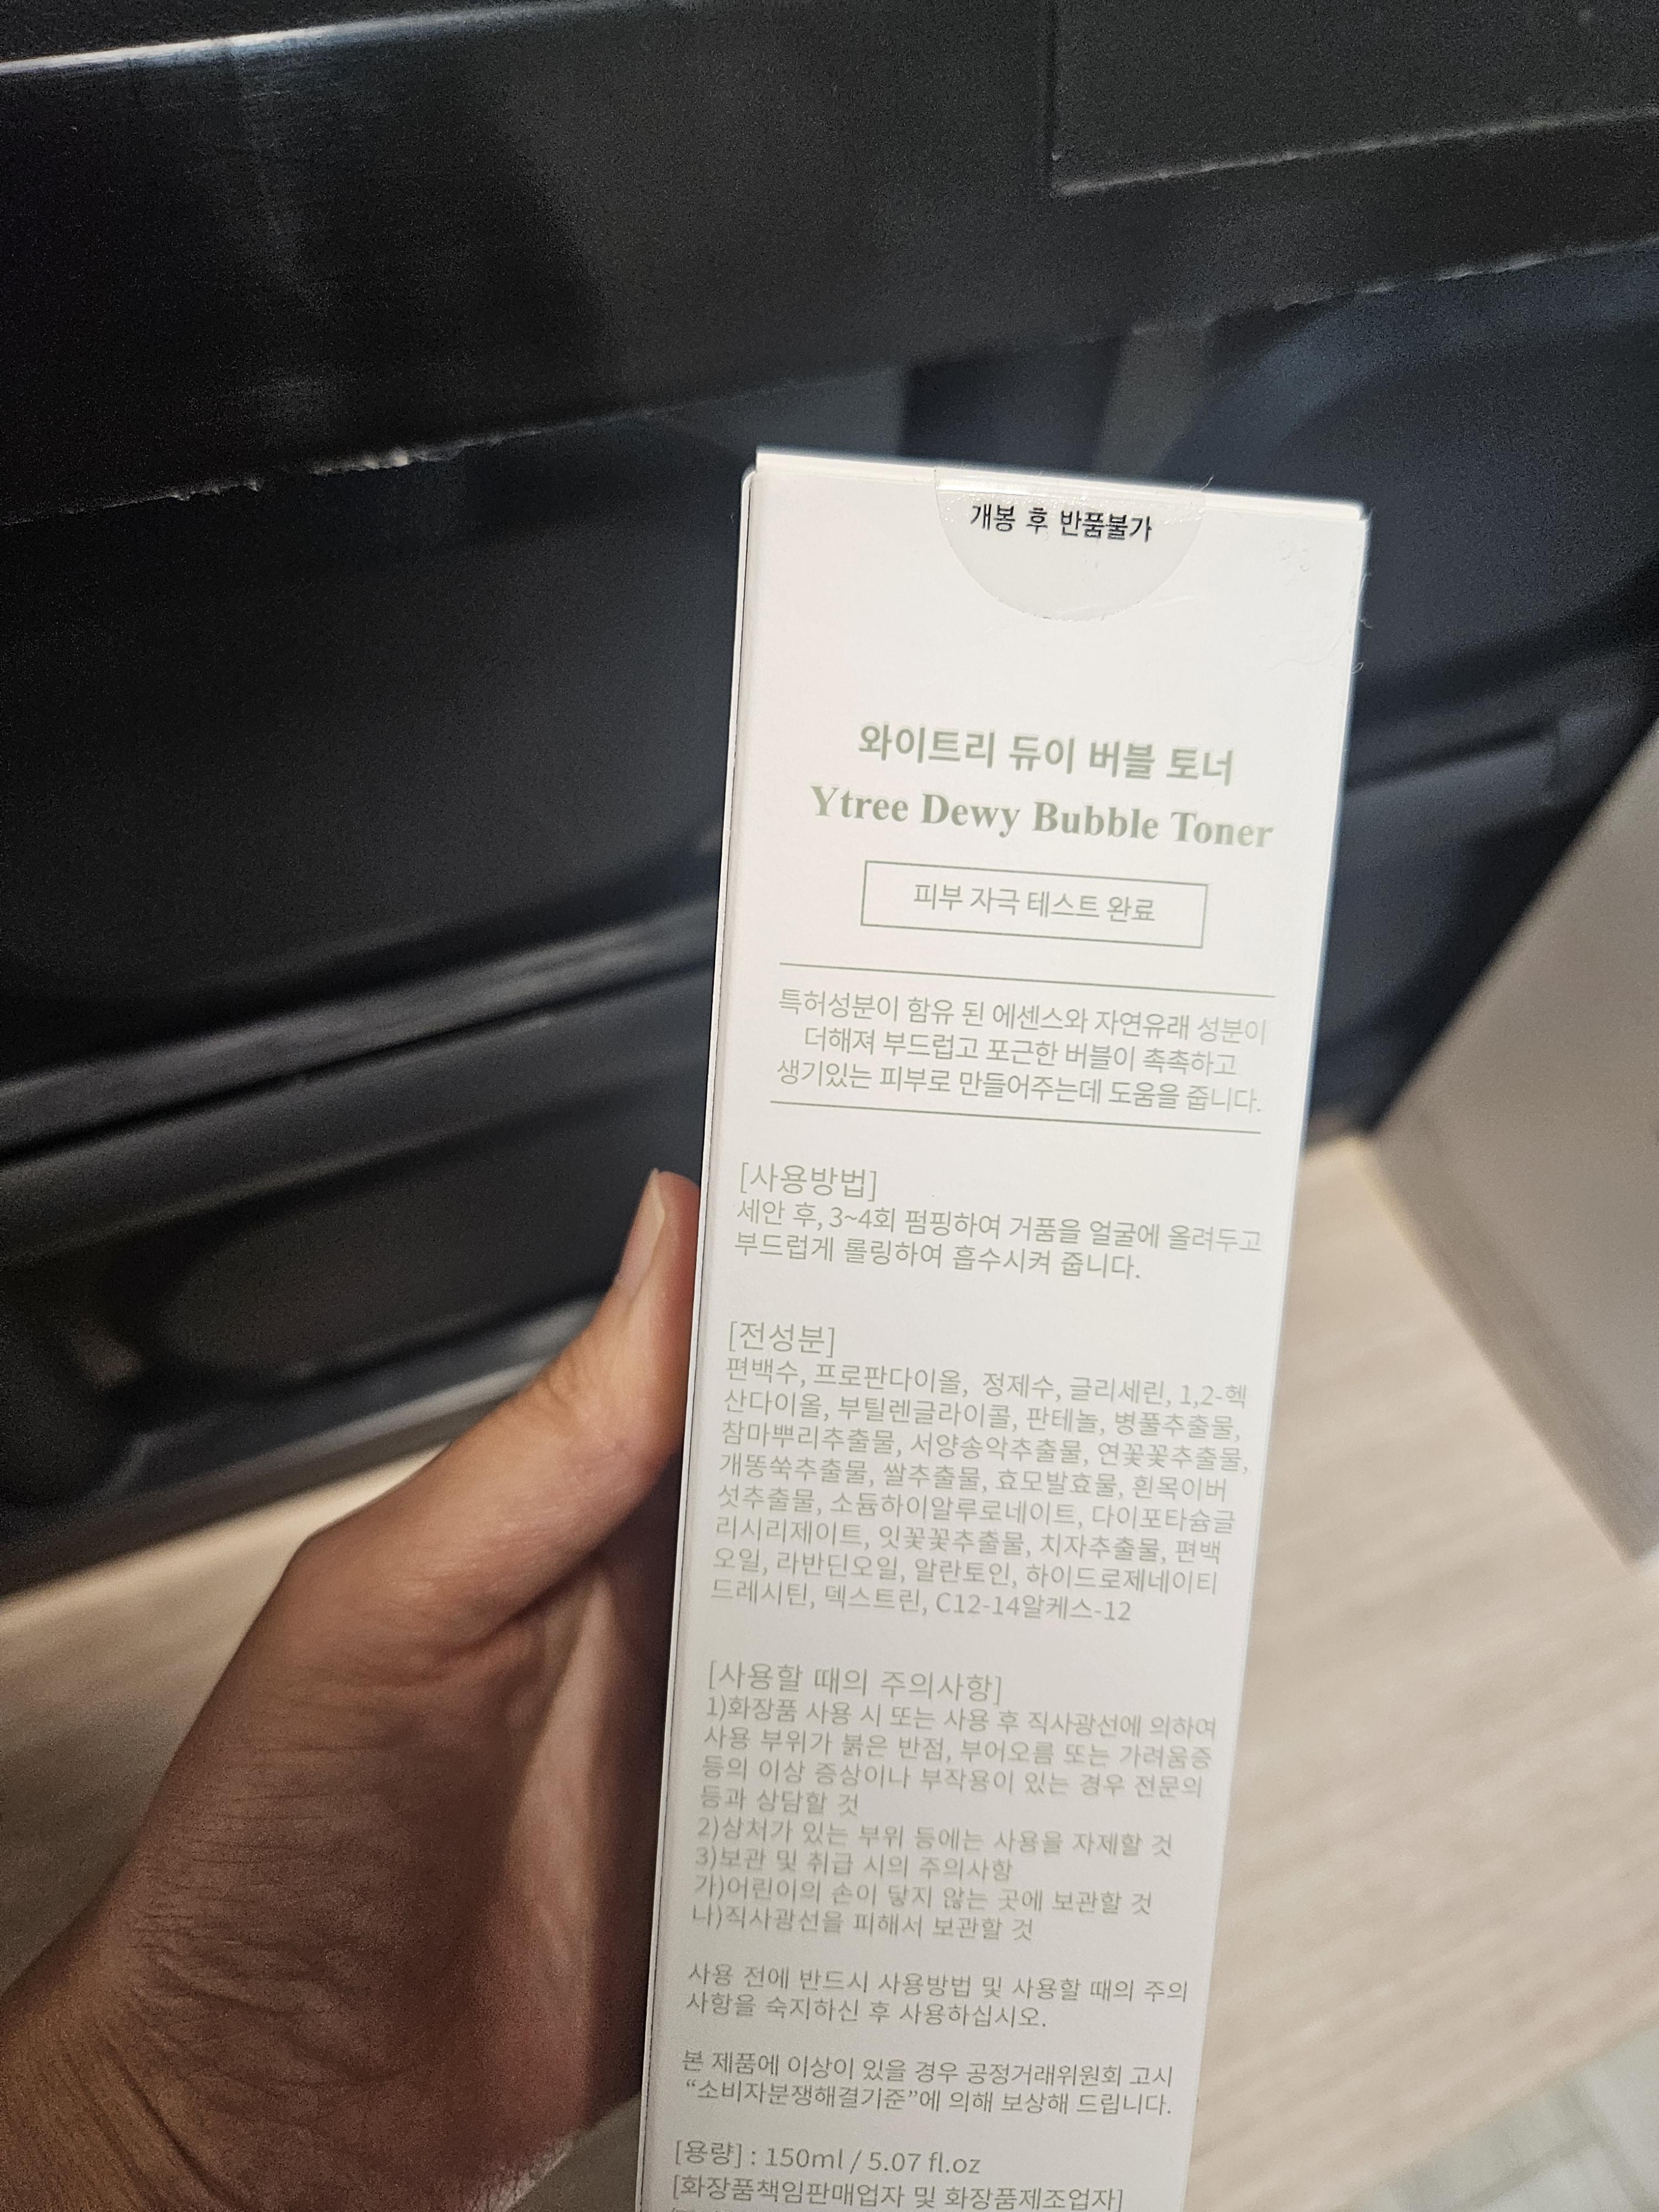 개봉 후 반품불가
와이트리 듀이 버블 토너
Ytree Dewy Bubble Toner
피부 자극 테스트 완료
특허성분이 함유 된 에센스와 자연유래 성분이
더해져 부드럽고 포근한 버블이 촉촉하고
생기있는 피부로 만들어주는데 도움을 줍니다.
[사용방법]
세안 후, 3~4회 펌핑하여 거품을 얼굴에 올려두고
부드럽게 롤링하여 흡수시켜 줍니다.
[전성분]
편백수, 프로판다이올, 정제수, 글리세린, 1,2-헥
산다이올, 부틸렌글라이콜, 판테놀, 병풀추출물,
참마뿌리추출물, 서양송악추출물, 연꽃꽃추출물,
개똥쑥추출물, 쌀추출물, 효모발효물, 흰목이버
섯추출물, 소듐하이알루로네이트, 다이포타슘글
리시리제이트, 잇꽃꽃추출물, 치자추출물, 편백
오일, 라반딘오일, 알란토인, 하이드로제네이티
드레시틴, 덱스트린, C12-14알케스-12
[사용할 때의 주의사항]
1)화장품 사용 시 또는 사용 후 직사광선에 의하여
사용 부위가 붉은 반점, 부어오름 또는 가려움증
등의 이상 증상이나 부작용이 있는 경우 전문의
등과 상담할 것
2)상처가 있는 부위 등에는 사용을 자제할 것
3)보관 및 취급 시의 주의사항
가)어린이의 손이 닿지 않는 곳에 보관할 것
나)직사광선을 피해서 보관할 것
사용 전에 반드시 사용방법 및 사용할 때의 주의
사항을 숙지하신 후 사용하십시오.
본 제품에 이상이 있을 경우 공정거래위원회 고시
“소비자분쟁해결기준”에 의해 보상해 드립니다.
[용량] : 150ml / 5.07 fl.oz
[화장품책임판매업자 및 화장품제조업자]